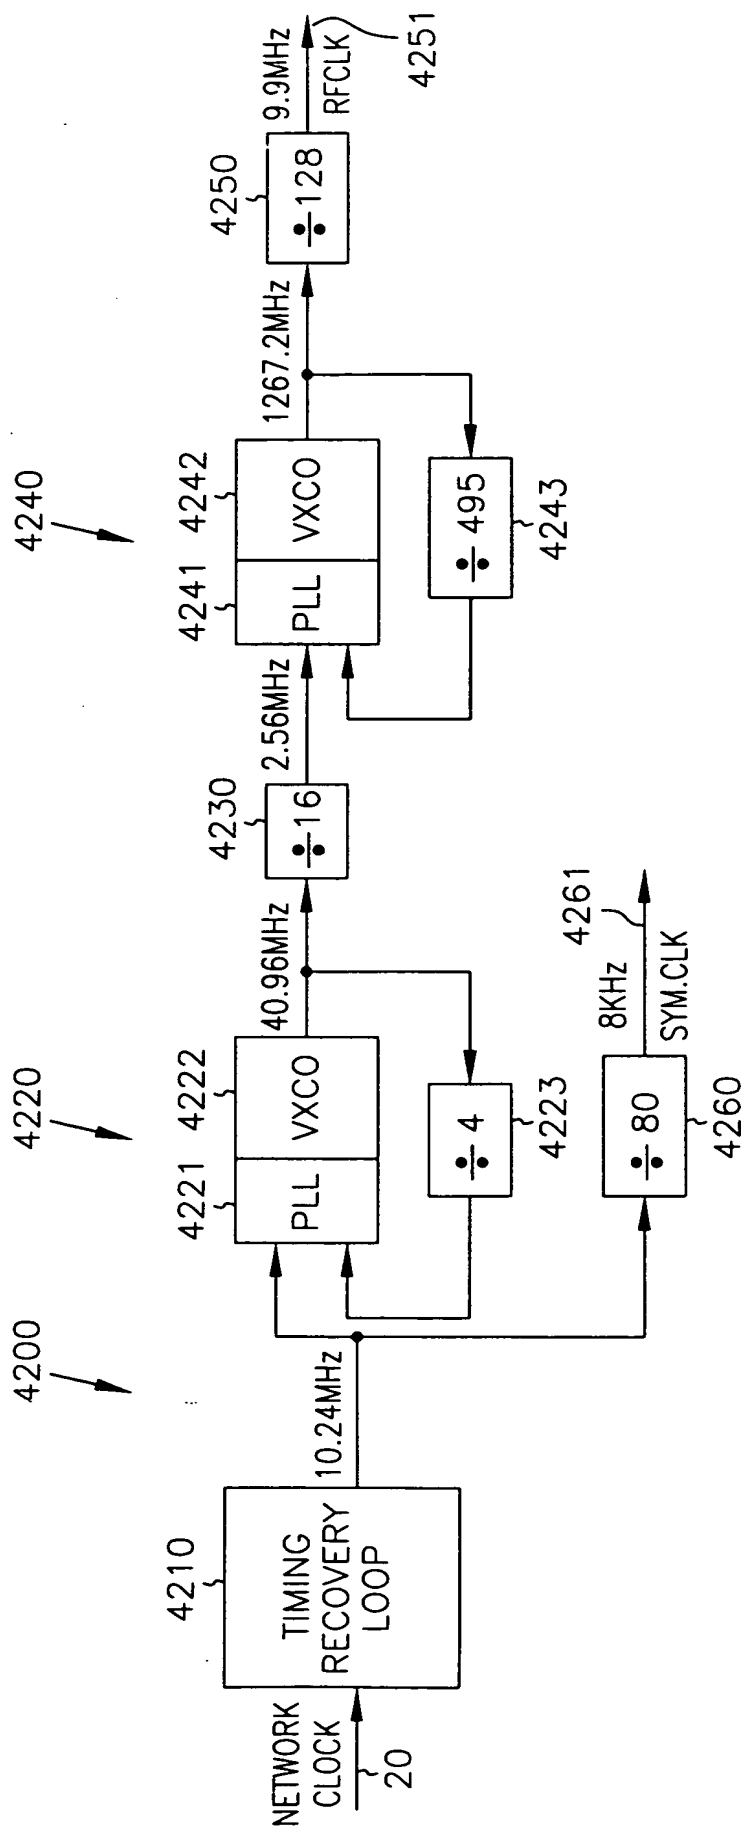 4200
4220
4240
NETWORK
CLOCK
20
4210
TIMING
RECOVERY
LOOP
10.24MHz
4221
4222
PLL
VXCO
40.96MHz
÷4
4223
4230
÷16
2.56MHz
4241
4242
PLL
VXCO
1267.2MHz
÷495
4243
4250
÷128
9.9MHz
RFCLK
4251
÷80
4260
8KHz
SYM.CLK
4261